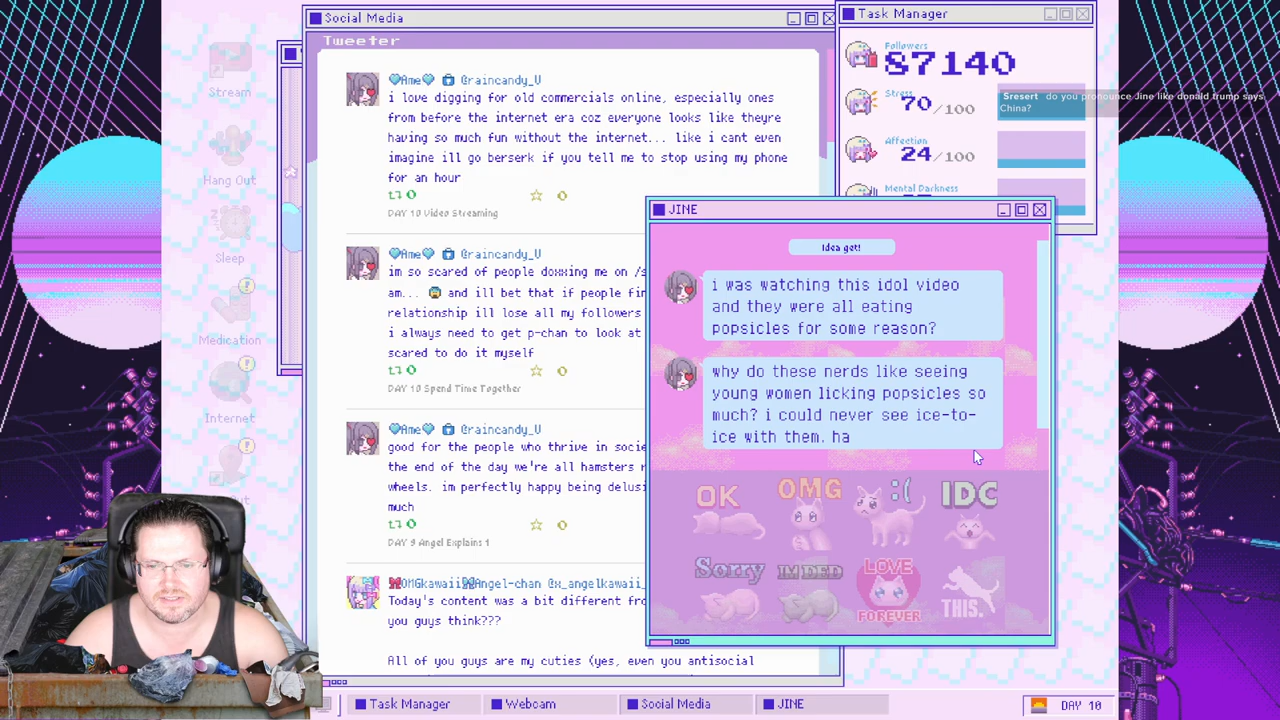 Social Media
Tweeter
Ame @raincandy_U
i love digging for old commercials online, especially ones
from before the internet era coz everyone looks like theyre
having so much fun without the internet... like i cant even
imagine ill go berserk if you tell me to stop using my phone
for an hour
0 0
DAY 10 Video Streaming
Ame @raincandy_U
im so scared of people doxxing me on /s
am... and ill bet that if people fin
relationship ill lose all my followers
i always need to get p-chan to look at
scared to do it myself
0 0
DAY 10 Spend Time Together
Ame @raincandy_U
good for the people who thrive in socie
the end of the day we're all hamsters r
wheels. im perfectly happy being delusi
much
0 0
DAY 9 Angel Explains 1
OMGkawaii Angel-chan @x_angelkawaii_
Today's content was a bit different fro
you guys think???
All of you guys are my cuties (yes, even you antisocial
Stream
Hang Out
Sleep
Medication
Internet
Task Manager
Followers
87140
Stress
70/100
Affection
24/100
Mental Darkness
Sresert do you pronounce Jine like donald trump says
China?
JINE
Idea get!
i was watching this idol video
and they were all eating
popsicles for some reason?
why do these nerds like seeing
young women licking popsicles so
much? i could never see ice-to-
ice with them. ha
OK
OMG
:(
IDC
Sorry
IM DED
LOVE
FOREVER
THIS.
Task Manager
Webcam
Social Media
JINE
DAY 10